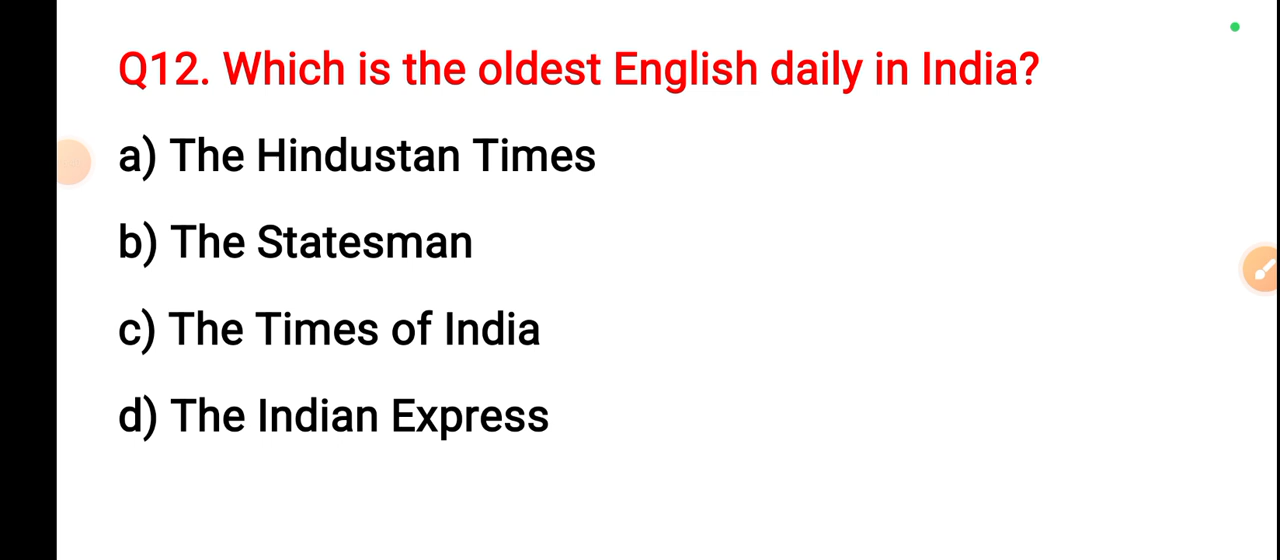 Q12. Which is the oldest English daily in India?
a) The Hindustan Times
b) The Statesman
c) The Times of India
d) The Indian Express